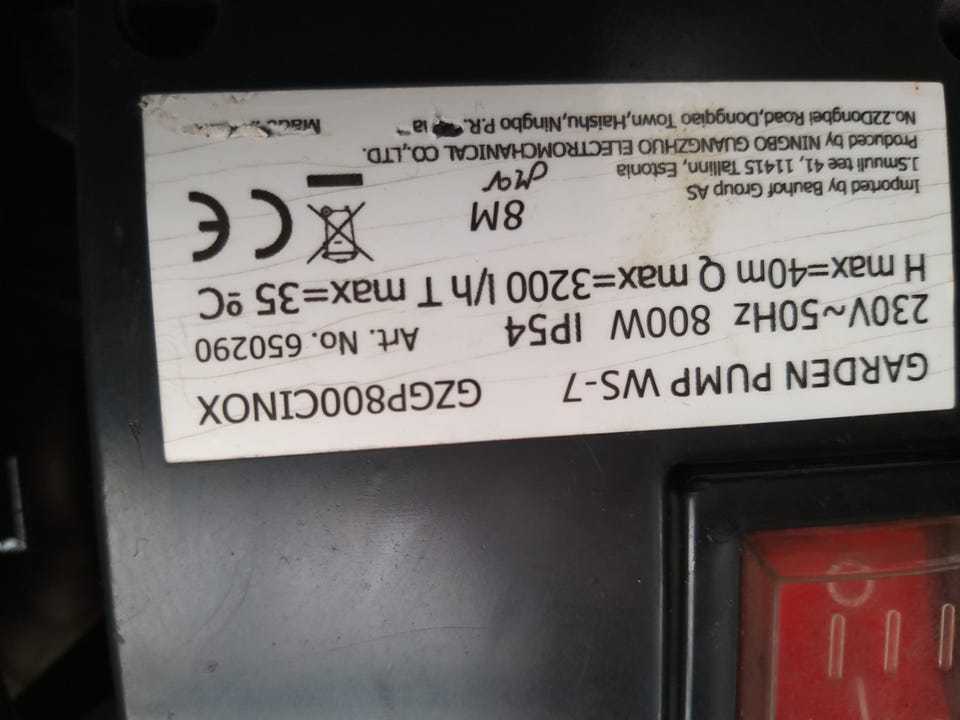 GARDEN PUMP WS-7 GZGP800CINOX
230V~50Hz 800W IP54 Art. No. 650290
H max=40m Q max=3200 l/h T max=35 ºC
8M
CE
Imported by Bauhof Group AS
J.Smuuli tee 41, 11415 Tallinn, Estonia
Produced by NINGBO GUANGZHUO ELECTROMCHANICAL CO.,LTD.
No.22Dongbei Road,Dongqiao Town,Haishu,Ningbo P.R.